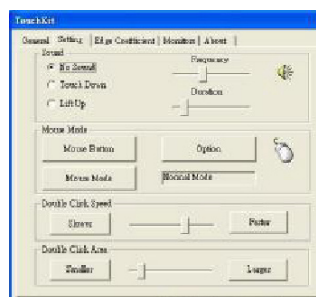 TouchKit
General Setting Edge Coefficient Monitors About
Sound
No Sound
Frequency
Touch Down
Duration
Lift Up
Mouse Mode
Mouse Button Option
Mouse Mode Normal Mode
Double Click Speed
Slower Faster
Double Click Area
Smaller Larger